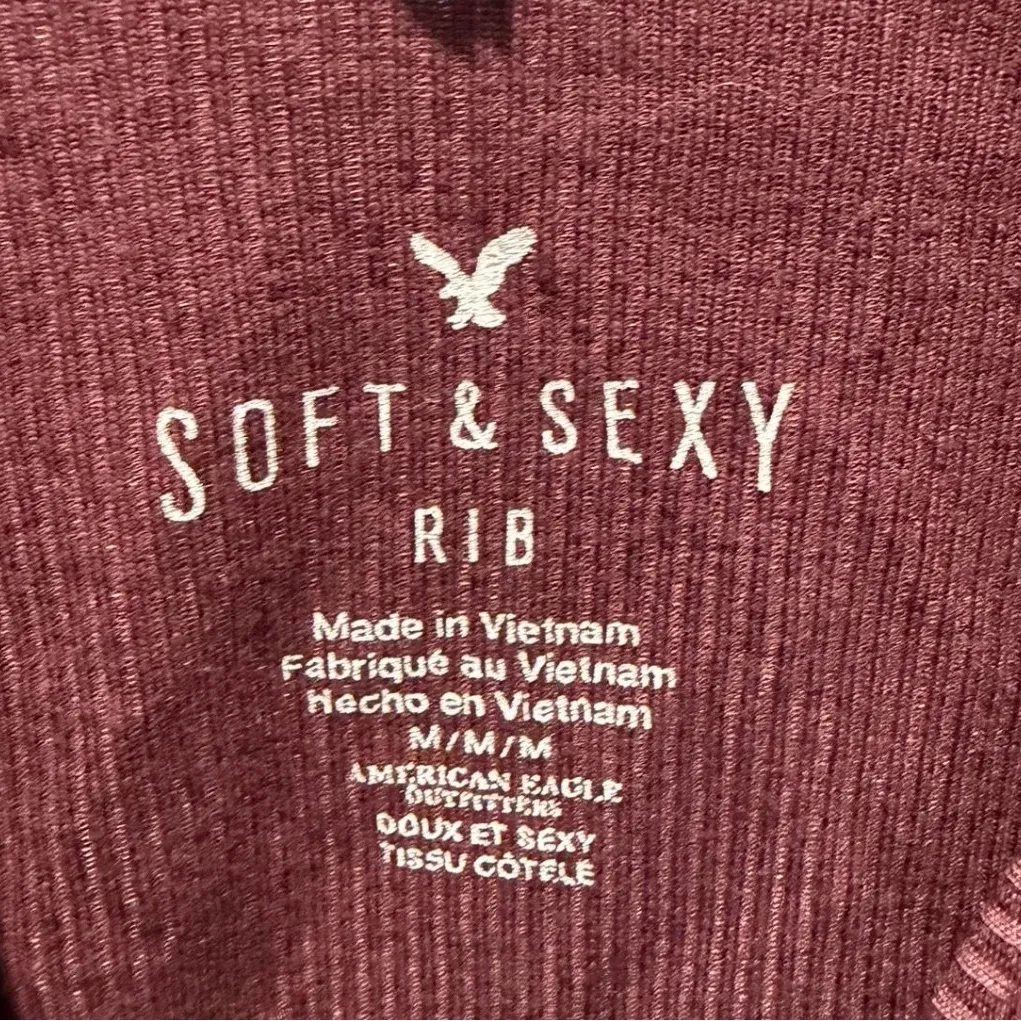 SOFT & SEXY
RIB
Made in Vietnam
Fabriqué au Vietnam
Hecho en Vietnam
M/M/M
AMERICAN EAGLE
OUTFITTERS
DOUX ET SEXY
TISSU CÔTELÉ